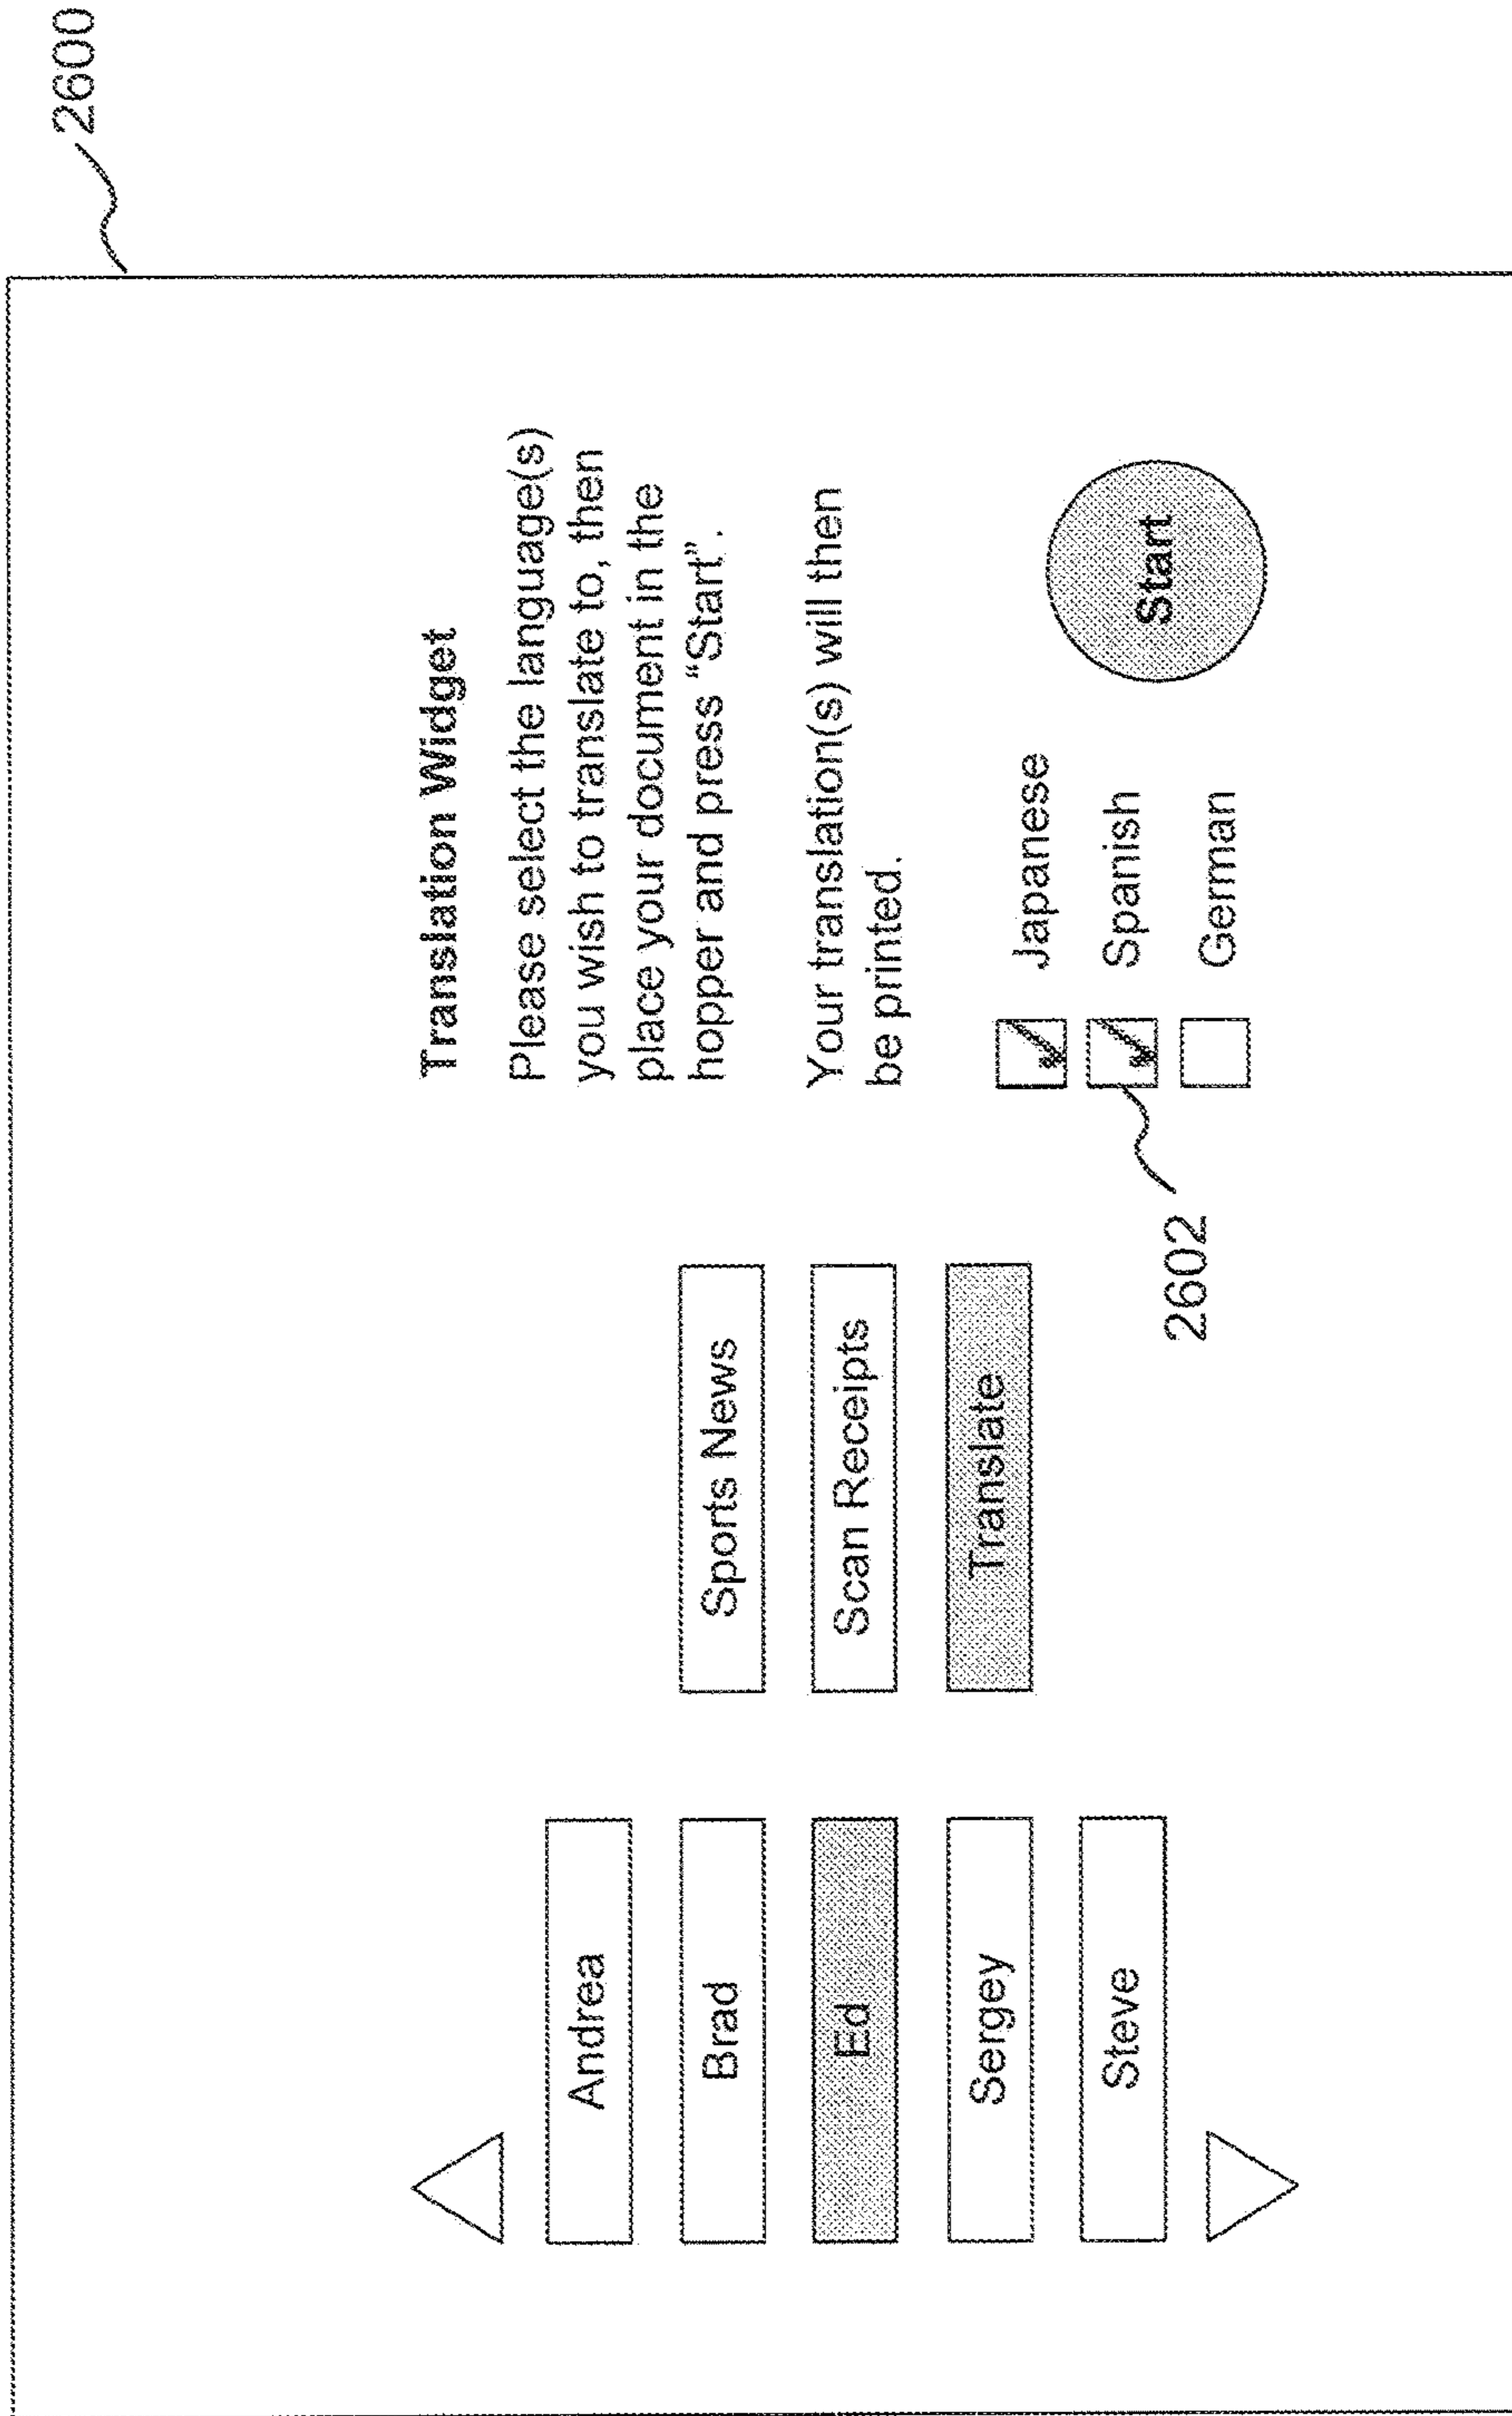 2600
Andrea
Brad
Ed
Sergey
Steve
Sports News
Scan Receipts
Translate
Translation Widget
Please select the language(s)
you wish to translate to, then
place your document in the
hopper and press “Start”.
Your translation(s) will then
be printed.
Japanese
Spanish
German
Start
2602